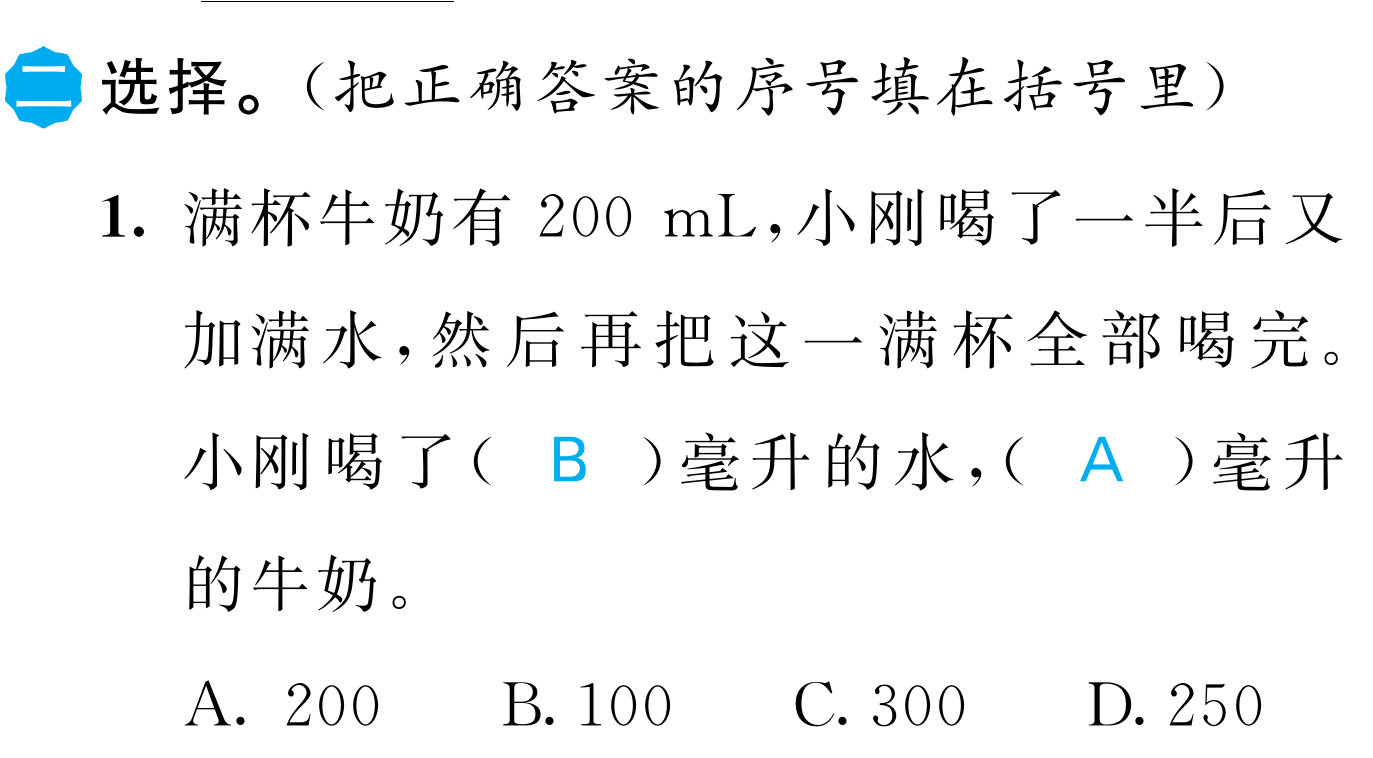 二 选择。(把正确答案的序号填在括号里)
1. 满杯牛奶有 200 mL,小刚喝了一半后又
加满水,然后再把这一满杯全部喝完。
小刚喝了( B )毫升的水,( A )毫升
的牛奶。
A. 200 B. 100 C. 300 D. 250